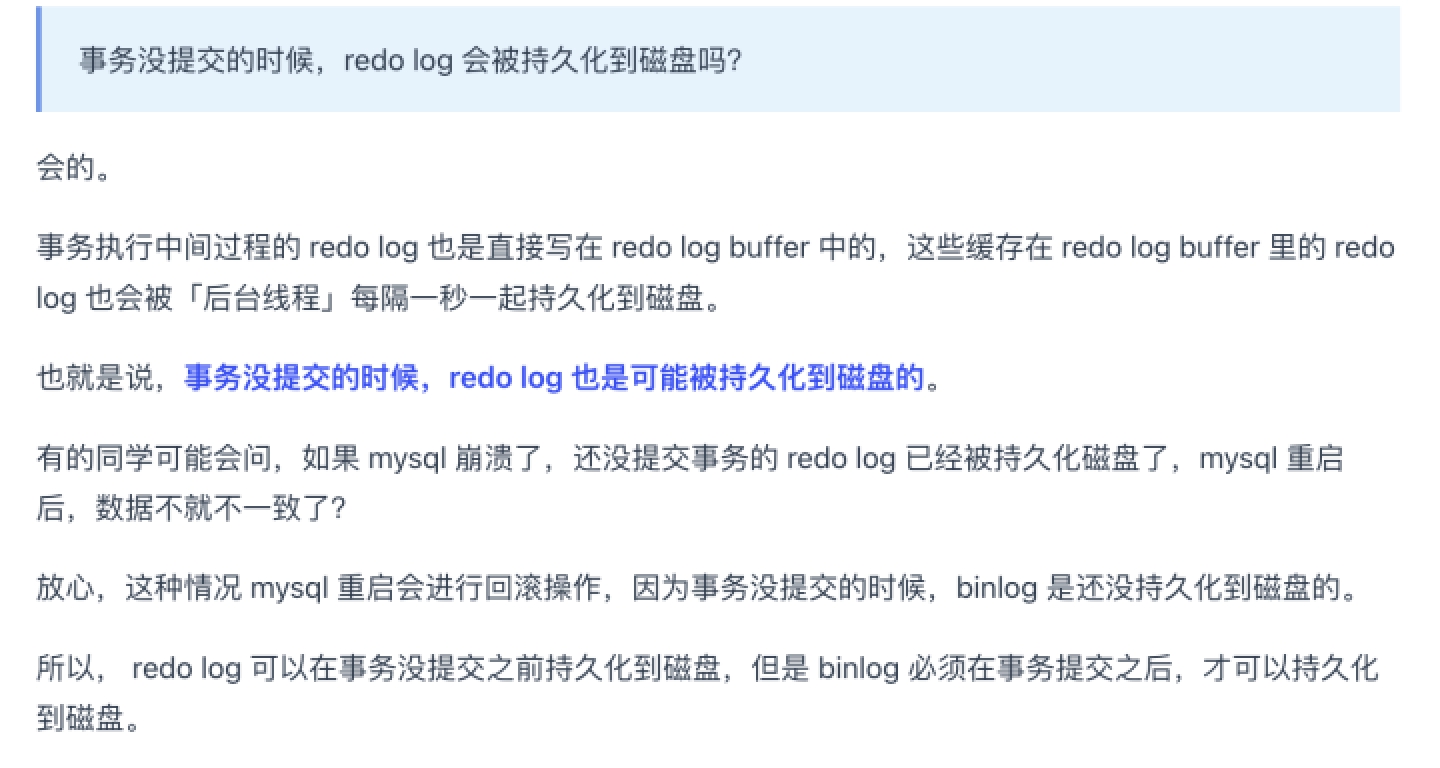 事务没提交的时候，redo log 会被持久化到磁盘吗？
会的。
事务执行中间过程的 redo log 也是直接写在 redo log buffer 中的，这些缓存在 redo log buffer 里的 redo
log 也会被「后台线程」每隔一秒一起持久化到磁盘。
也就是说，事务没提交的时候，redo log 也是可能被持久化到磁盘的。
有的同学可能会问，如果 mysql 崩溃了，还没提交事务的 redo log 已经被持久化磁盘了，mysql 重启
后，数据不就不一致了？
放心，这种情况 mysql 重启会进行回滚操作，因为事务没提交的时候，binlog 是还没持久化到磁盘的。
所以， redo log 可以在事务没提交之前持久化到磁盘，但是 binlog 必须在事务提交之后，才可以持久化
到磁盘。